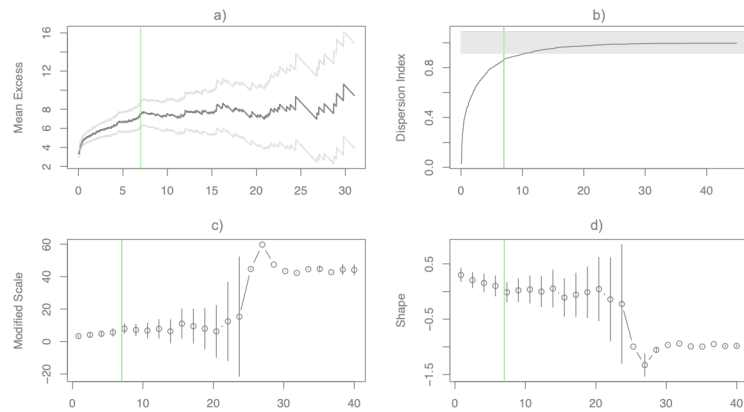 a)
Mean Excess
2 4 6 8 12 16
0 5 10 15 20 25 30
b)
Dispersion Index
0.0 0.4 0.8
0 10 20 30 40
c)
Modified Scale
-20 0 20 40 60
0 10 20 30 40
d)
Shape
-1.5 -0.5 0.5
0 10 20 30 40